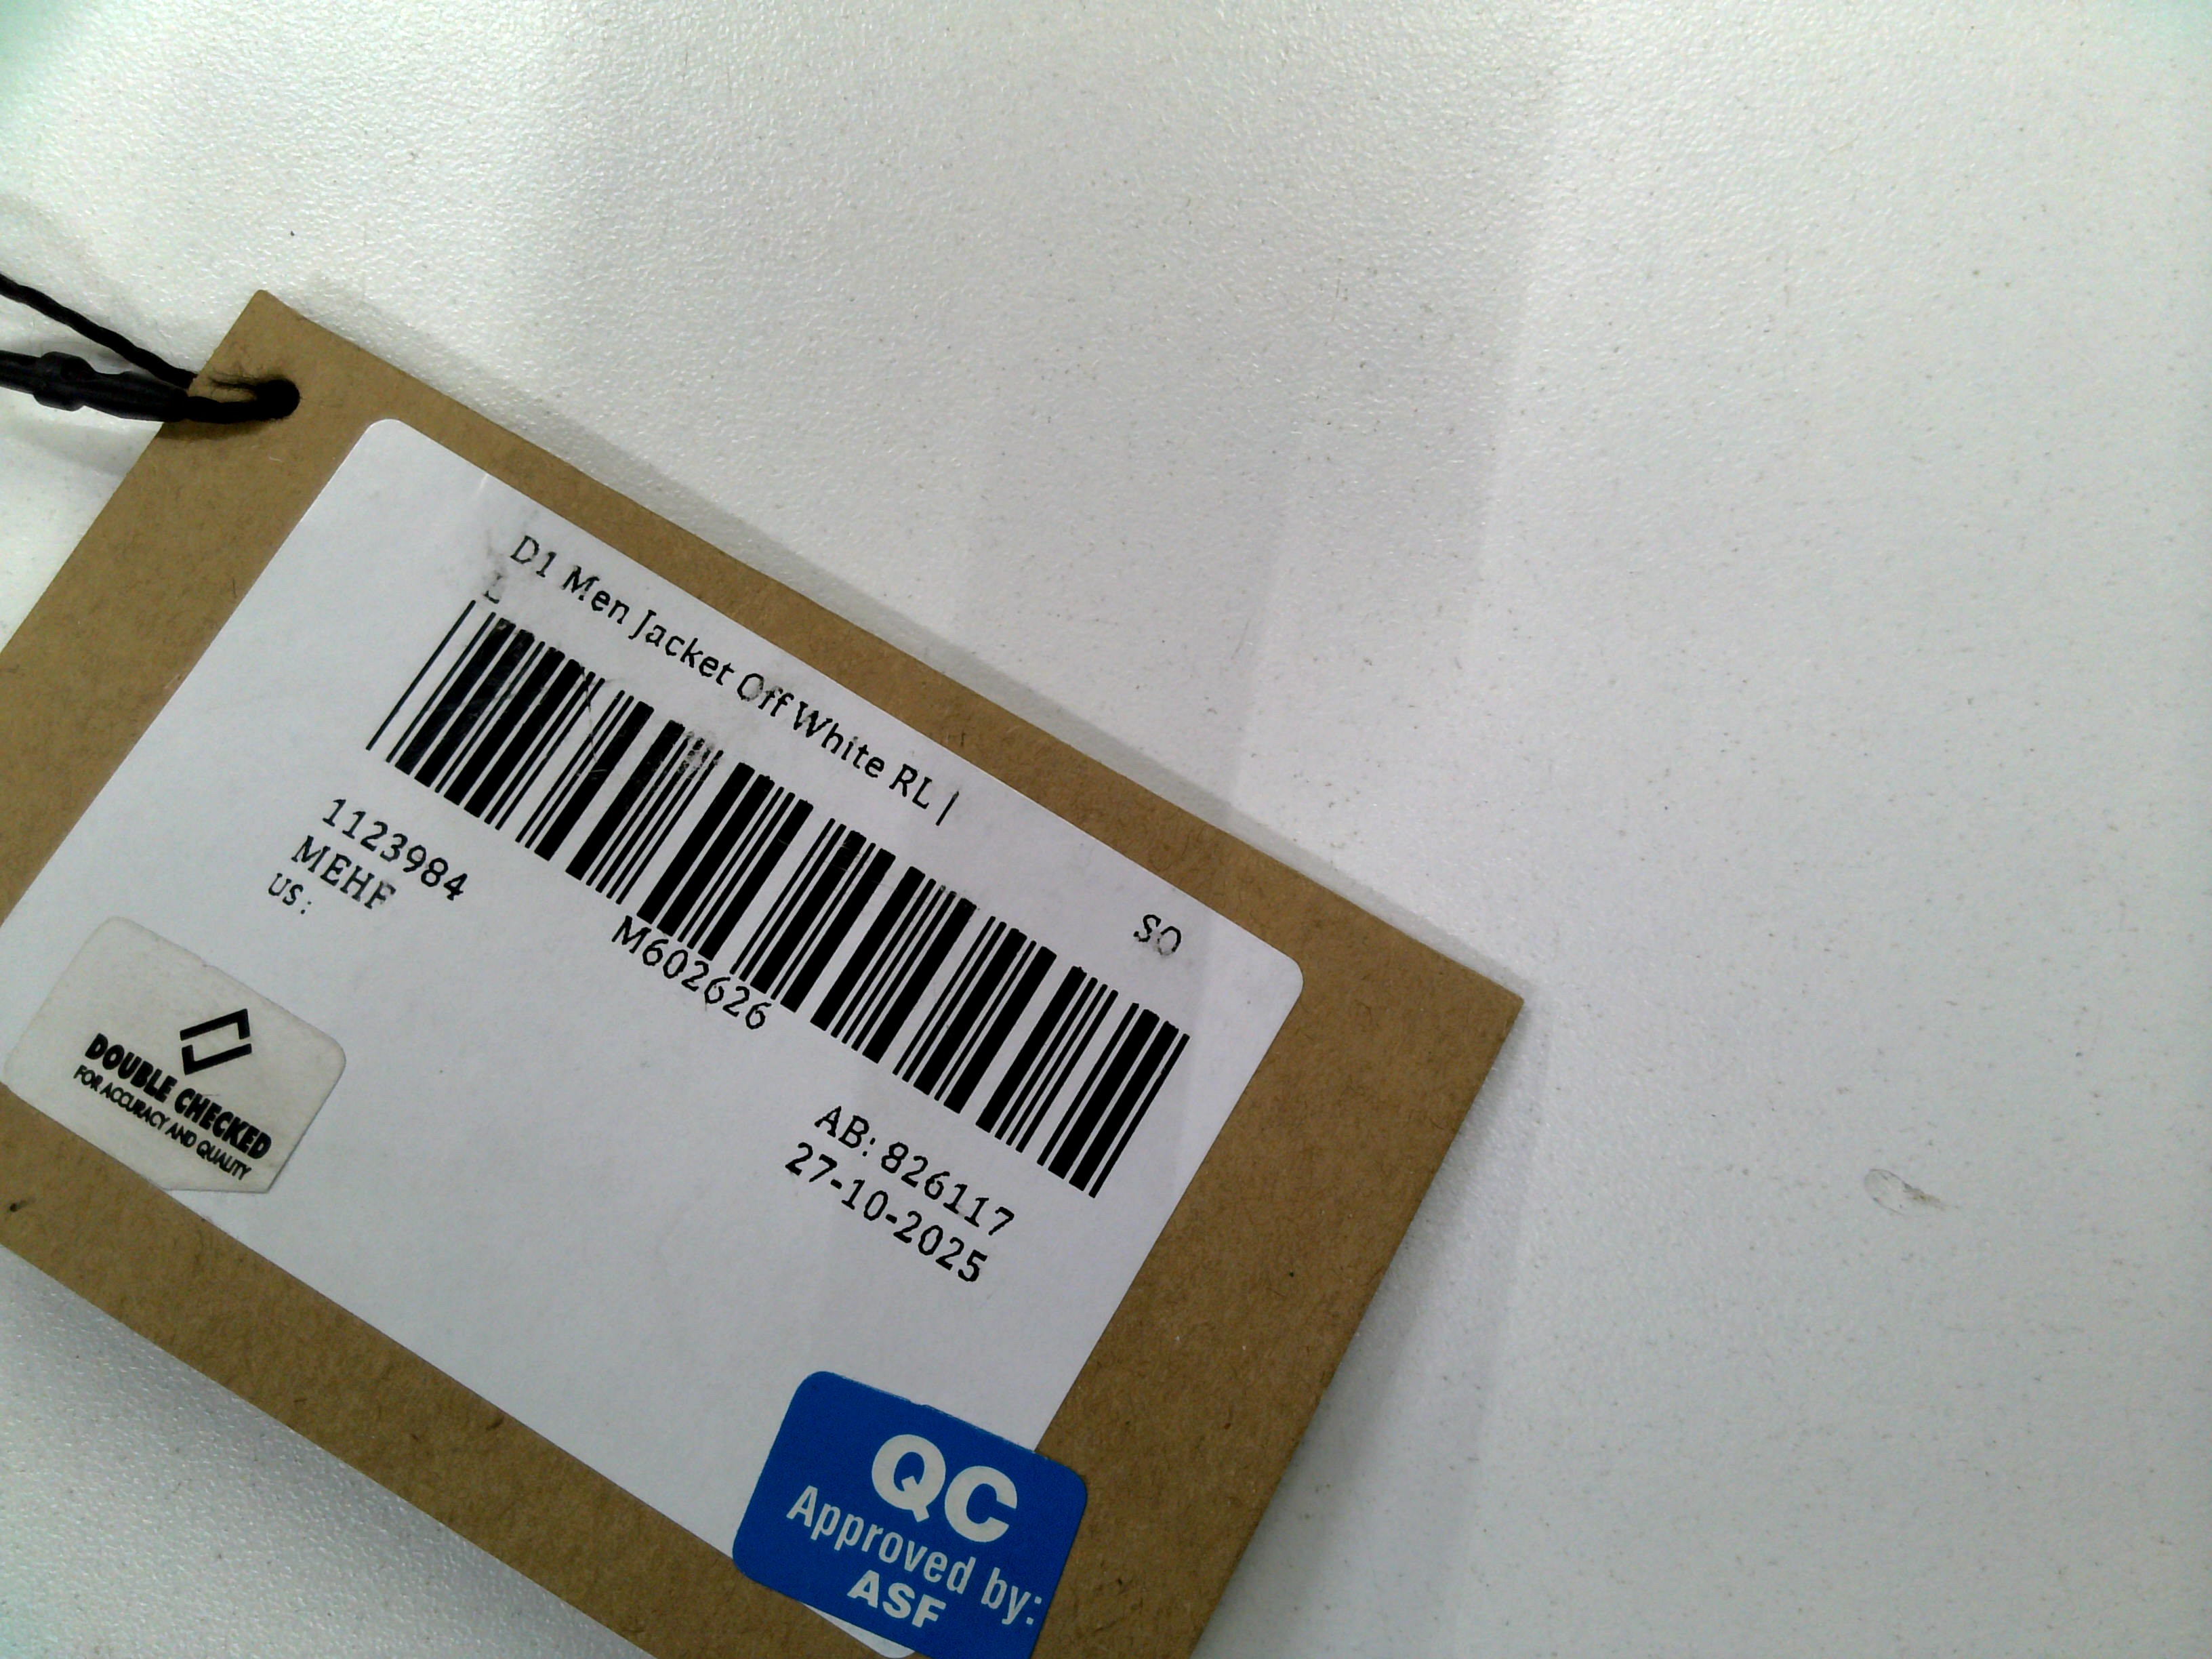 D1 Men Jacket Off White RL |
L
SO
1123984
MEHF
US:
M602626
AB: 826117
27-10-2025
DOUBLE CHECKED
FOR ACCURACY AND QUALITY
QC
Approved by:
ASF